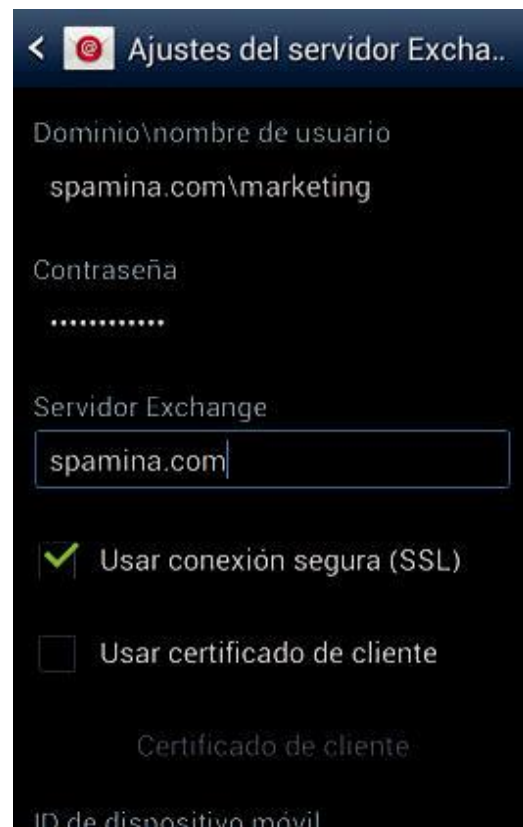 < @ Ajustes del servidor Excha..
Dominio\nombre de usuario
spamina.com\marketing
Contraseña
············
Servidor Exchange
spamina.com
Usar conexión segura (SSL)
Usar certificado de cliente
Certificado de cliente
ID de dispositivo móvil